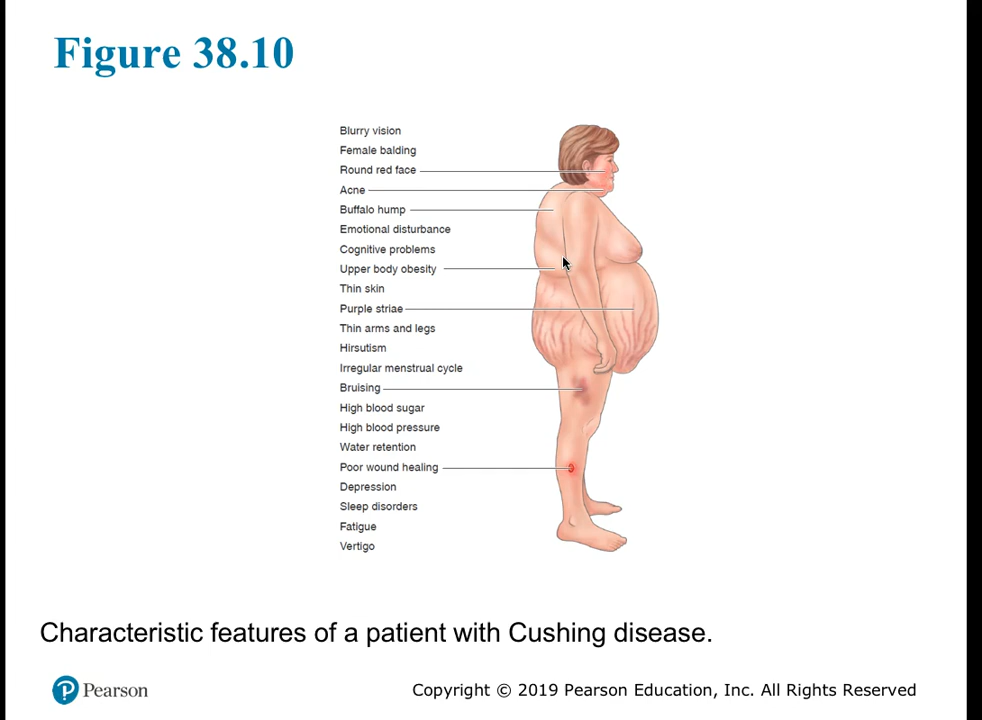 Figure 38.10
Blurry vision
Female balding
Round red face
Acne
Buffalo hump
Emotional disturbance
Cognitive problems
Upper body obesity
Thin skin
Purple striae
Thin arms and legs
Hirsutism
Irregular menstrual cycle
Bruising
High blood sugar
High blood pressure
Water retention
Poor wound healing
Depression
Sleep disorders
Fatigue
Vertigo
Characteristic features of a patient with Cushing disease.
P Pearson
Copyright © 2019 Pearson Education, Inc. All Rights Reserved